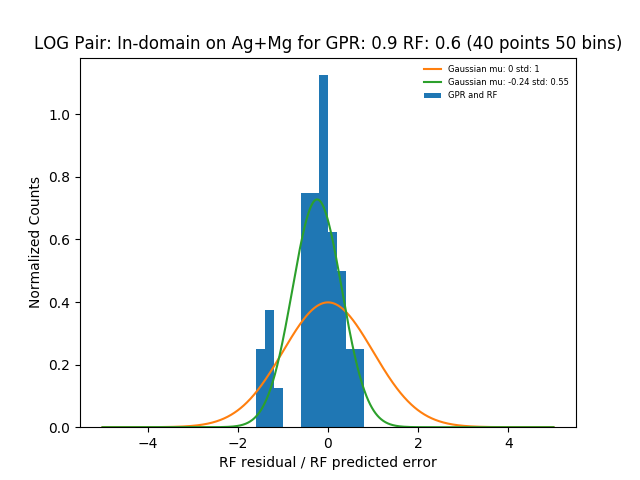 LOG Pair: In-domain on Ag+Mg for GPR: 0.9 RF: 0.6 (40 points 50 bins)
Gaussian mu: 0 std: 1
Gaussian mu: -0.24 std: 0.55
GPR and RF
Normalized Counts
1.0
0.8
0.6
0.4
0.2
0.0
−4
−2
0
2
4
RF residual / RF predicted error